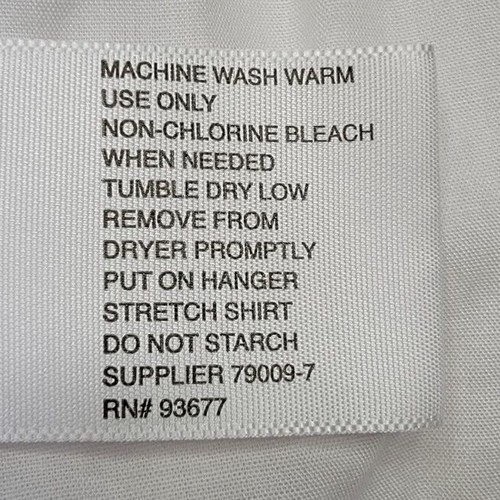 MACHINE WASH WARM
USE ONLY
NON-CHLORINE BLEACH
WHEN NEEDED
TUMBLE DRY LOW
REMOVE FROM
DRYER PROMPTLY
PUT ON HANGER
STRETCH SHIRT
DO NOT STARCH
SUPPLIER 79009-7
RN# 93677